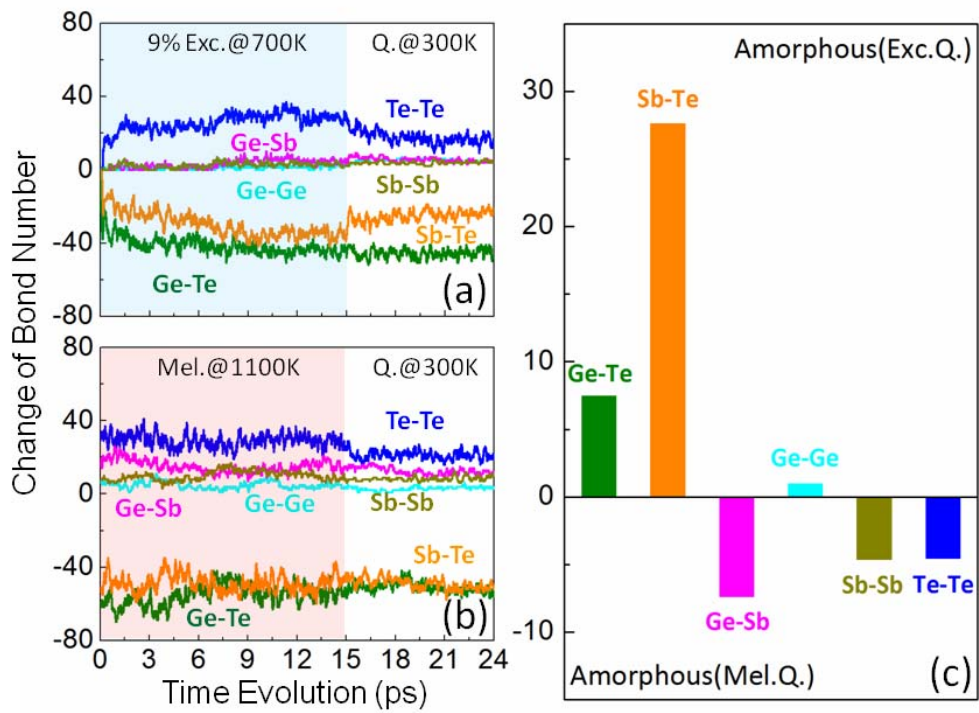 Change of Bond Number
80
40
0
-40
-80
9% Exc.@700K
Q.@300K
Te-Te
Ge-Sb
Ge-Ge
Sb-Sb
Sb-Te
Ge-Te
(a)
80
40
0
-40
-80
Mel.@1100K
Q.@300K
Te-Te
Ge-Sb
Ge-Ge
Sb-Sb
Sb-Te
Ge-Te
(b)
0 3 6 9 12 15 18 21 24
Time Evolution (ps)
Amorphous(Exc.Q.)
30
20
10
0
-10
Sb-Te
Ge-Te
Ge-Ge
Ge-Sb
Sb-Sb
Te-Te
Amorphous(Mel.Q.)
(c)